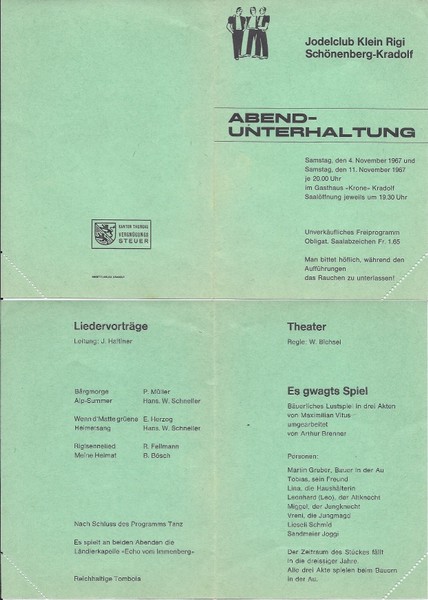 Jodelclub Klein Rigi
Schönenberg-Kradolf
ABEND-
UNTERHALTUNG
Samstag, den 4. November 1967 und
Samstag, den 11. November 1967
je 20.00 Uhr
im Gasthaus «Krone» Kradolf
Saalöffnung jeweils um 19.30 Uhr
Unverkäufliches Freiprogramm
Obligat. Saalabzeichen Fr. 1.65
Man bittet höflich, während den
Aufführungen
das Rauchen zu unterlassen!
KANTON THURGAU
VERGNÜGUNGS
STEUER
Liedervorträge
Leitung: J. Haffner
Bärgmorge P. Müller
Alp-Summer Hans. W. Schneller
Wenn d'Matte grüene E. Herzog
Heimetsang Hans. W. Schneller
Rigisennelied R. Fellmann
Meine Heimat B. Bösch
Nach Schluss des Programms Tanz
Es spielt an beiden Abenden die
Ländlerkapelle «Echo vom Immenberg»
Reichhaltige Tombola
Theater
Regie: W. Bichsel
Es gwagts Spiel
Bäuerliches Lustspiel in drei Akten
von Maximilian Vitus
umgearbeitet
von Arthur Brenner
Personen:
Martin Gruber, Bauer in der Au
Tobias, sein Freund
Lina, die Haushälterin
Leonhard (Leo), der Altknecht
Miggel, der Jungknecht
Vreni, die Jungmagd
Lieseli Schmid
Sandmeier Joggi
Der Zeitraum des Stückes fällt
in die dreissiger Jahre.
Alle drei Akte spielen beim Bauern
in der Au.